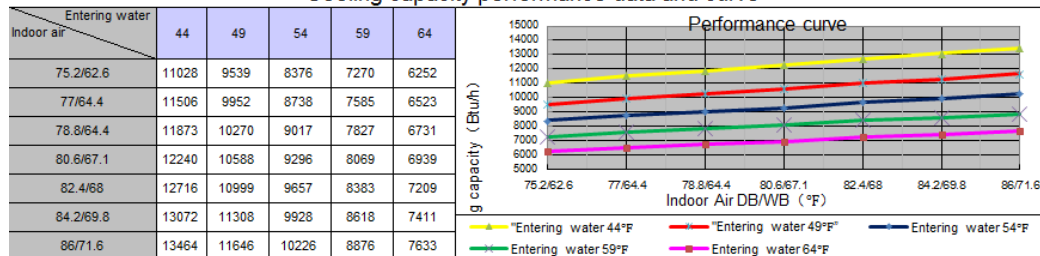 Entering water
Indoor air
44 49 54 59 64
75.2/62.6 11028 9539 8376 7270 6252
77/64.4 11506 9952 8738 7585 6523
78.8/64.4 11873 10270 9017 7827 6731
80.6/67.1 12240 10588 9296 8069 6939
82.4/68 12716 10999 9657 8383 7209
84.2/69.8 13072 11308 9928 8618 7411
86/71.6 13464 11646 10226 8876 7633
Performance curve
g capacity (Btu/h)
15000
14000
13000
12000
11000
10000
9000
8000
7000
6000
5000
75.2/62.6 77/64.4 78.8/64.4 80.6/67.1 82.4/68 84.2/69.8 86/71.6
Indoor Air DB/WB (°F)
"Entering water 44°F
"Entering water 49°F"
Entering water 54°F
Entering water 59°F
Entering water 64°F